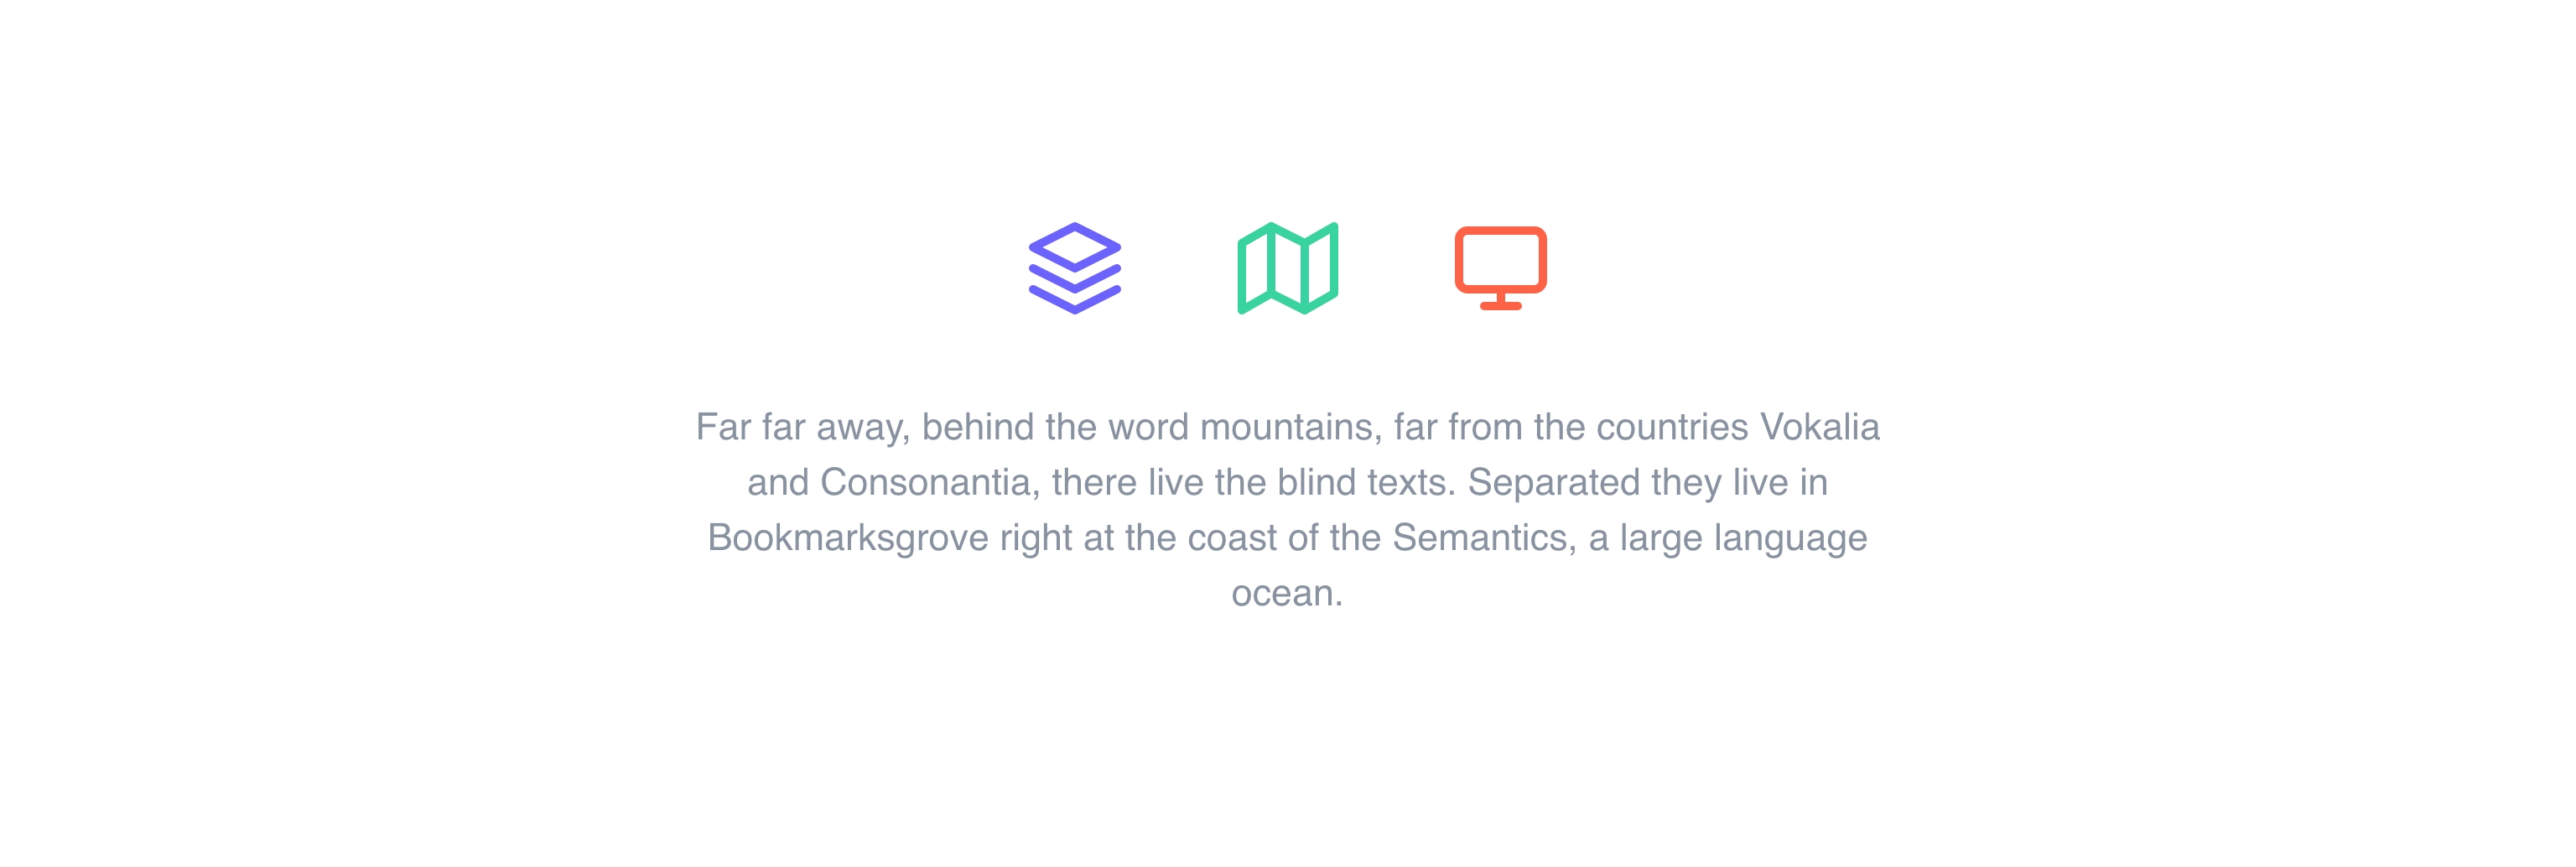 Far far away, behind the word mountains, far from the countries Vokalia
and Consonantia, there live the blind texts. Separated they live in
Bookmarksgrove right at the coast of the Semantics, a large language
ocean.